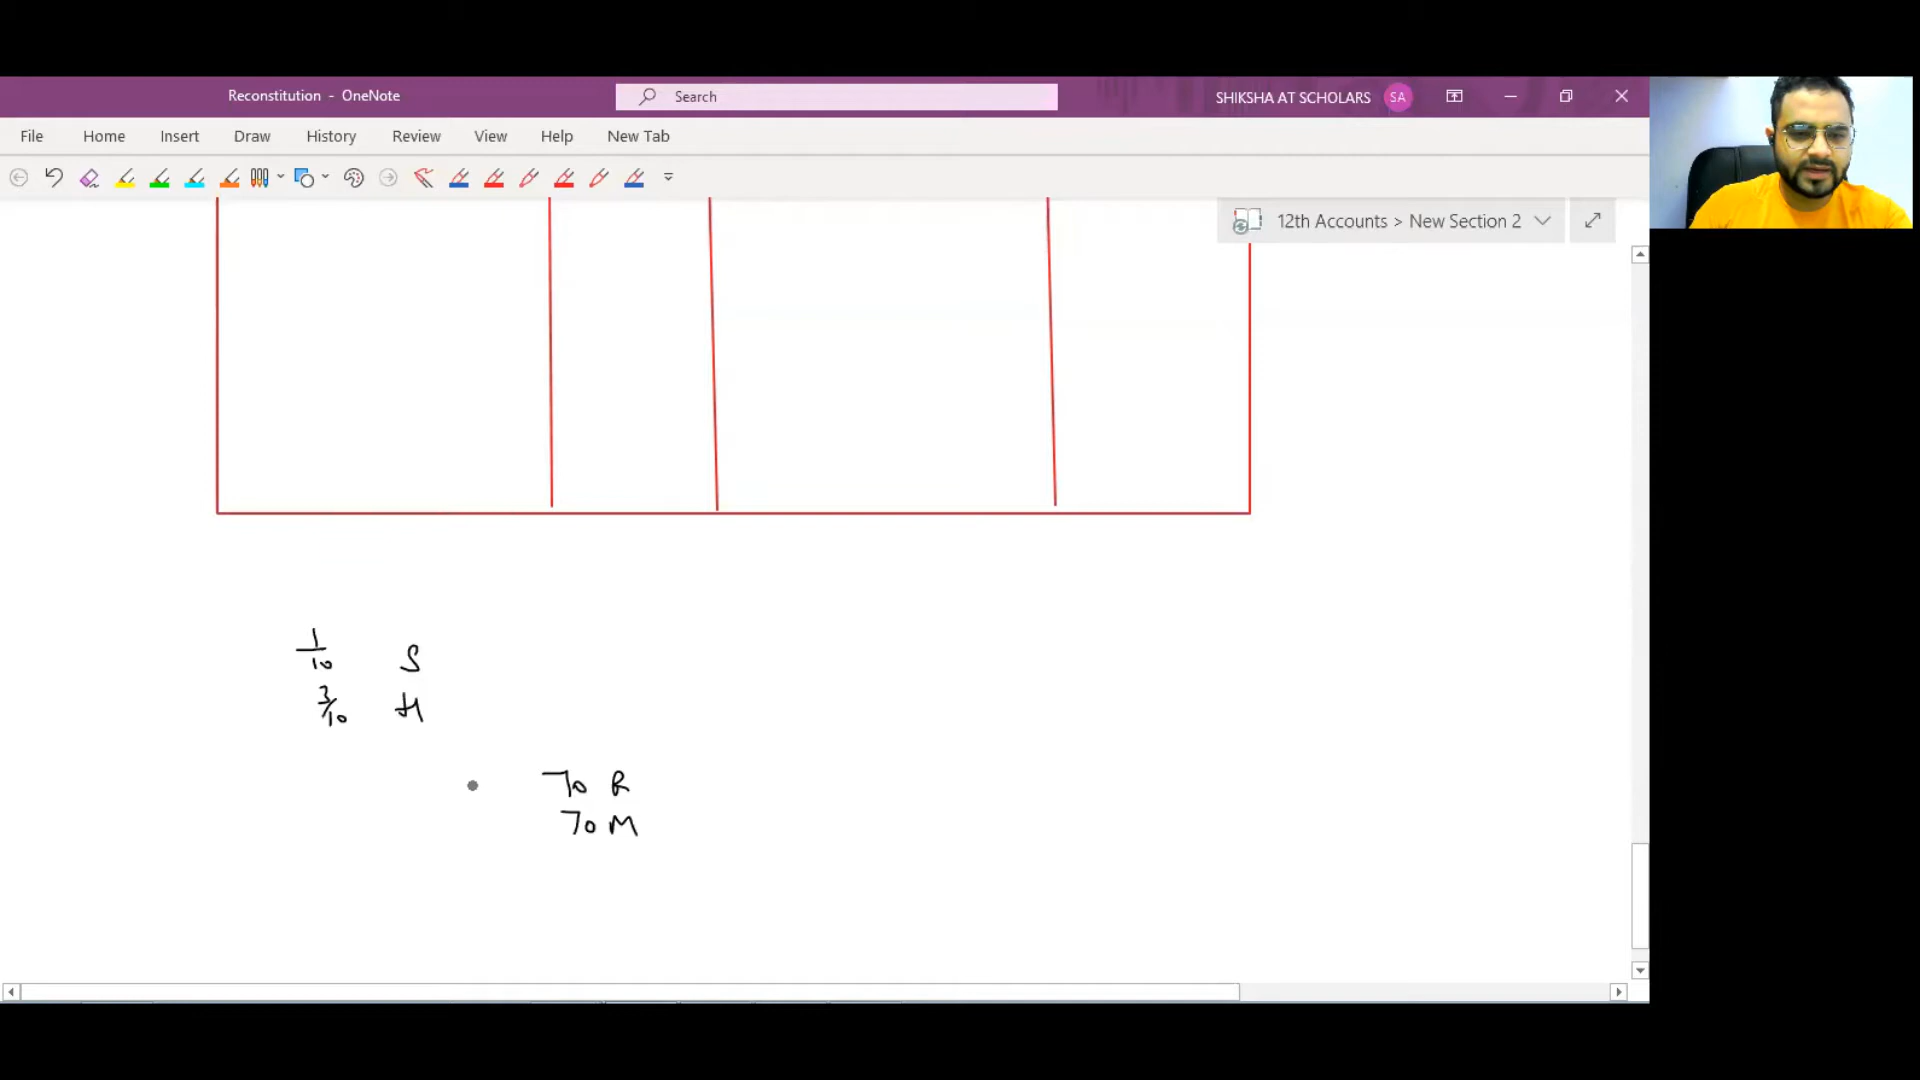 Reconstitution - OneNote
Search
SHIKSHA AT SCHOLARS SA
File Home Insert Draw History Review View Help New Tab
12th Accounts > New Section 2
1/10 S
3/10 H
70 R
70 M